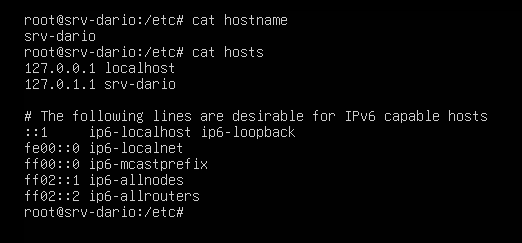 root@srv-dario:/etc# cat hostname
srv-dario
root@srv-dario:/etc# cat hosts
127.0.0.1 localhost
127.0.1.1 srv-dario

# The following lines are desirable for IPv6 capable hosts
::1     ip6-localhost ip6-loopback
fe00::0 ip6-localnet
ff00::0 ip6-mcastprefix
ff02::1 ip6-allnodes
ff02::2 ip6-allrouters
root@srv-dario:/etc#